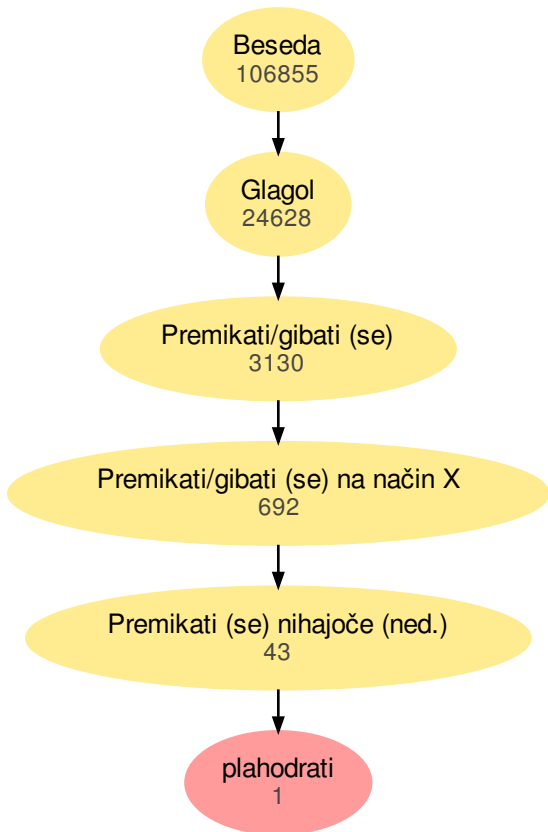 Beseda
106855
Glagol
24628
Premikati/gibati (se)
3130
Premikati/gibati (se) na način X
692
Premikati (se) nihajoče (ned.)
43
plahodrati
1